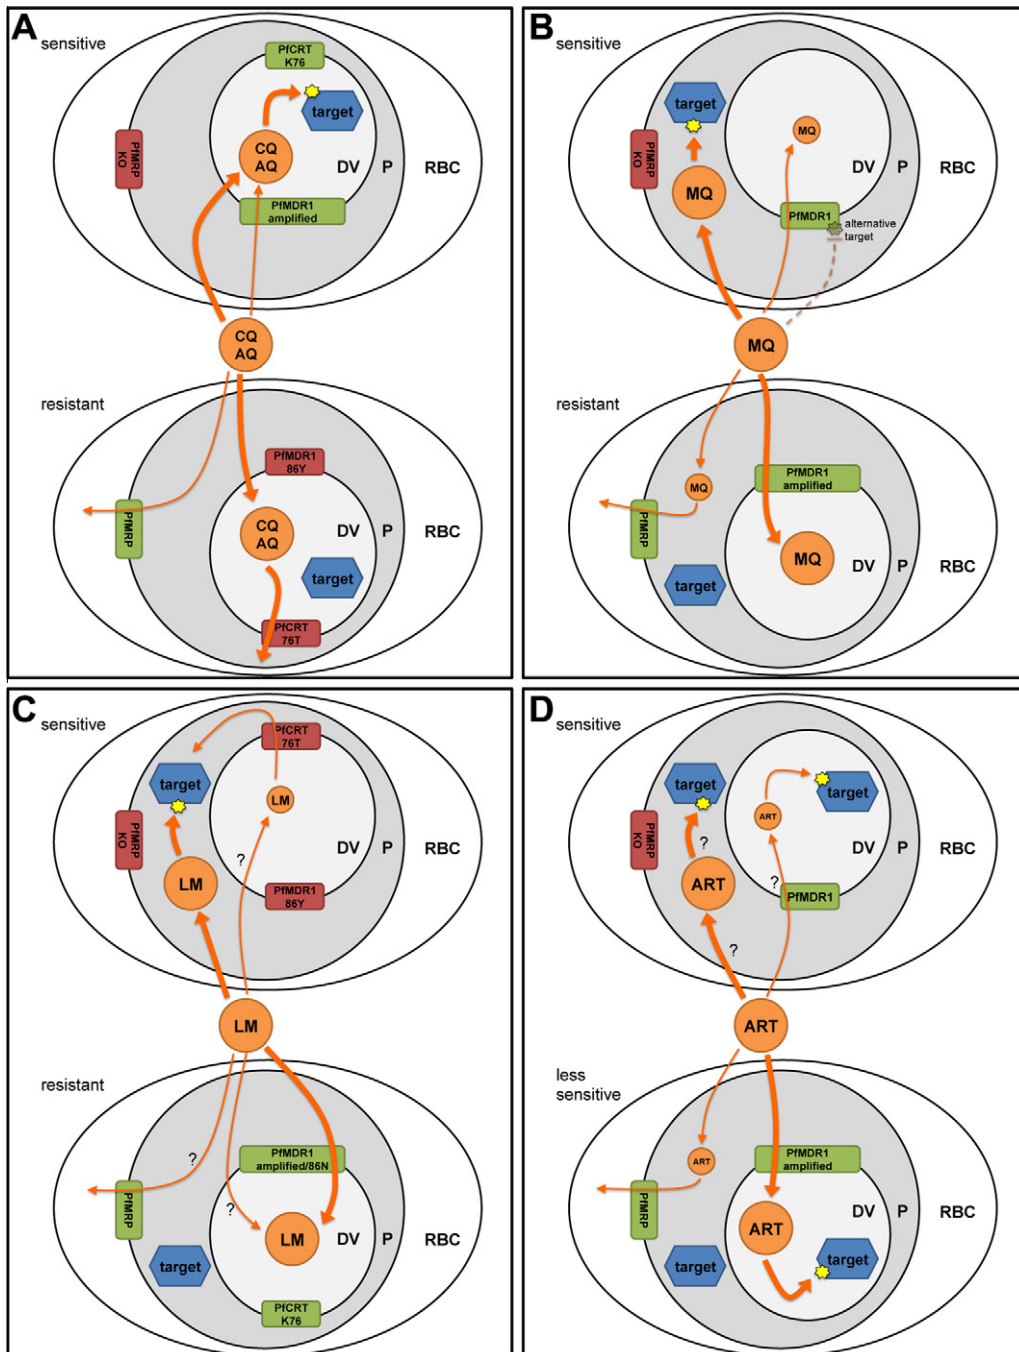 A
sensitive
PfCRT
K76
target
CQ
AQ
PfMRP
KO
DV
P
RBC
PfMDR1
amplified
CQ
AQ
resistant
PfMDR1
86Y
CQ
AQ
DV
P
RBC
PfMRP
target
PfCRT
76T
B
sensitive
target
MQ
PfMRP
KO
DV
P
RBC
MQ
PfMDR1
alternative
target
MQ
resistant
PfMDR1
amplified
MQ
PfMRP
MQ
DV
P
RBC
target
C
sensitive
PfCRT
76T
target
LM
PfMRP
KO
DV
P
RBC
?
LM
PfMDR1
86Y
LM
resistant
PfMDR1
amplified/86N
?
PfMRP
?
LM
DV
P
RBC
target
PfCRT
K76
D
sensitive
target
target
ART
PfMRP
KO
?
DV
P
RBC
ART
?
PfMDR1
?
ART
less
sensitive
PfMDR1
amplified
ART
PfMRP
DV
P
RBC
ART
target
target